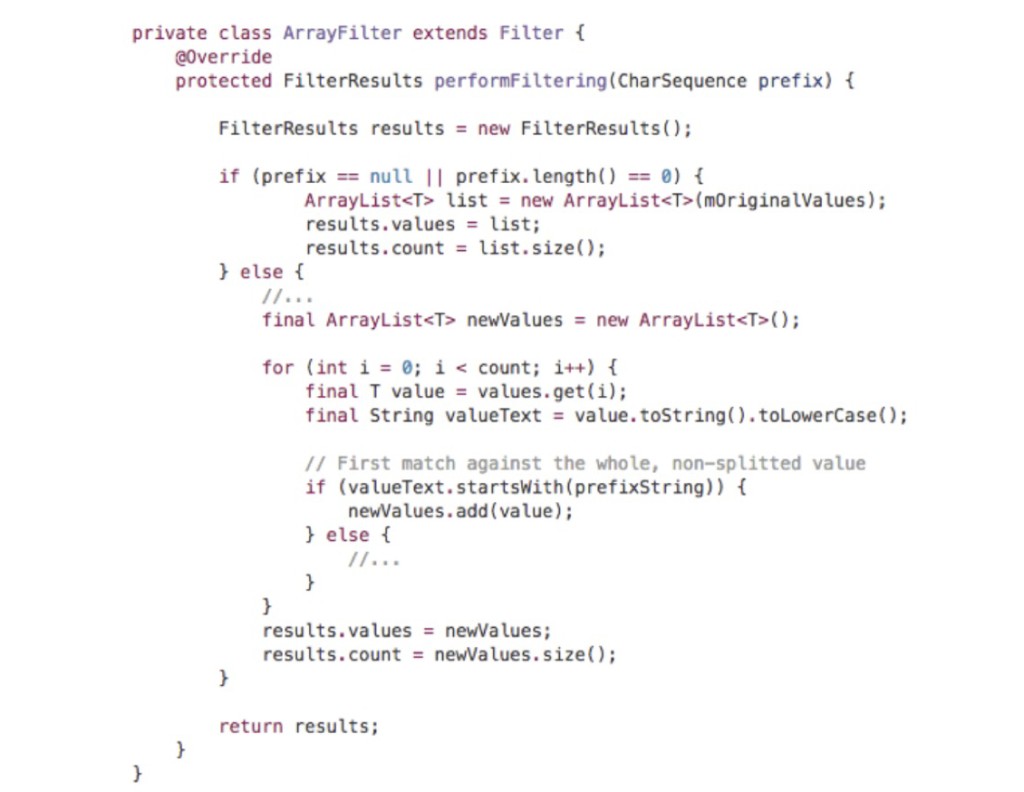 private class ArrayFilter extends Filter {
    @Override
    protected FilterResults performFiltering(CharSequence prefix) {

        FilterResults results = new FilterResults();

        if (prefix == null || prefix.length() == 0) {
                ArrayList<T> list = new ArrayList<T>(mOriginalValues);
                results.values = list;
                results.count = list.size();
        } else {
            //...
            final ArrayList<T> newValues = new ArrayList<T>();

            for (int i = 0; i < count; i++) {
                final T value = values.get(i);
                final String valueText = value.toString().toLowerCase();

                // First match against the whole, non-splitted value
                if (valueText.startsWith(prefixString)) {
                    newValues.add(value);
                } else {
                    //...
                }
            }
            results.values = newValues;
            results.count = newValues.size();
        }

        return results;
    }
}